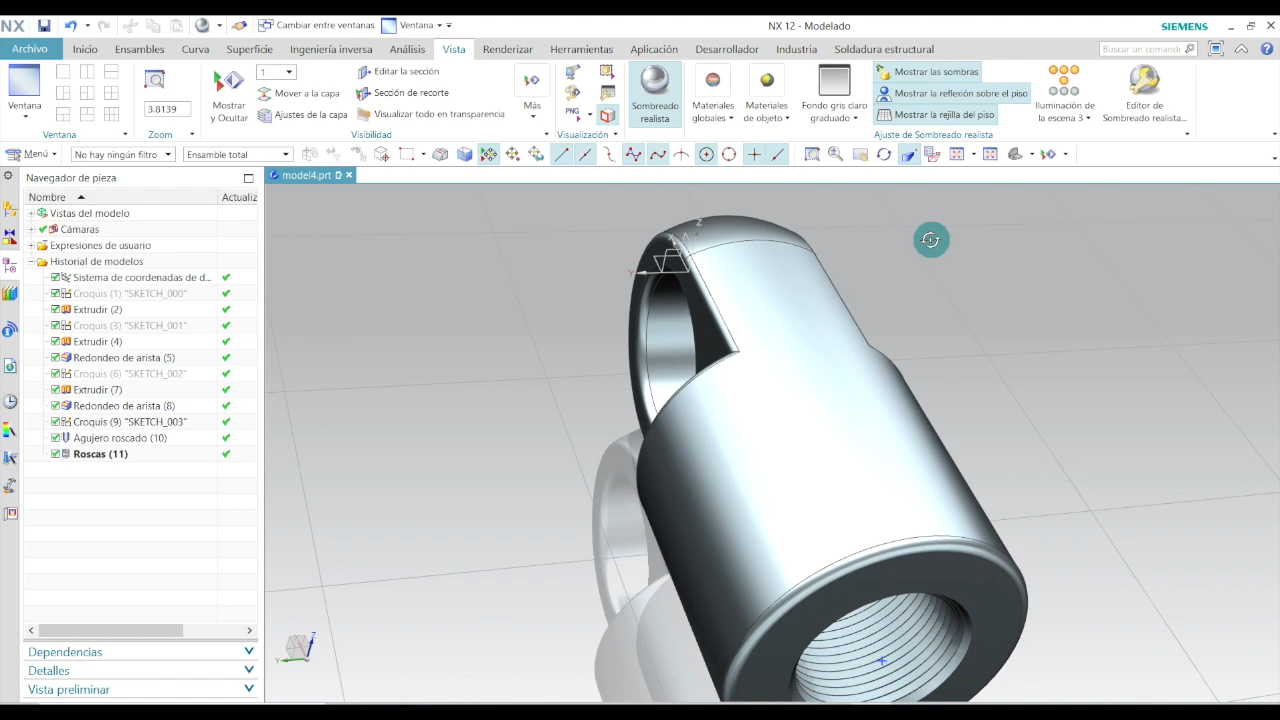 NX
Cambiar entre ventanas
Ventana
NX 12 - Modelado
SIEMENS
Archivo
Inicio
Ensambles
Curva
Superficie
Ingeniería inversa
Análisis
Vista
Renderizar
Herramientas
Aplicación
Desarrollador
Industria
Soldadura estructural
Buscar un comando
Ventana
3.8139
Mostrar
y Ocultar
1
Mover a la capa
Ajustes de la capa
Editar la sección
Sección de recorte
Visualizar todo en transparencia
Más
PNG
Sombreado
realista
Materiales
globales
Materiales
de objeto
Fondo gris claro
graduado
Mostrar las sombras
Mostrar la reflexión sobre el piso
Mostrar la rejilla del piso
Iluminación de
la escena 3
Editor de
Sombreado realista...
Ventana
Zoom
Visibilidad
Visualización
Ajuste de Sombreado realista
Menú
No hay ningún filtro
Ensamble total
Navegador de pieza
model4.prt
Nombre
Actualiz
Vistas del modelo
Cámaras
Expresiones de usuario
Historial de modelos
Sistema de coordenadas de d...
Croquis (1) "SKETCH_000"
Extrudir (2)
Croquis (3) "SKETCH_001"
Extrudir (4)
Redondeo de arista (5)
Croquis (6) "SKETCH_002"
Extrudir (7)
Redondeo de arista (8)
Croquis (9) "SKETCH_003"
Agujero roscado (10)
Roscas (11)
Dependencias
Detalles
Vista preliminar
Z
Y
Z
Y